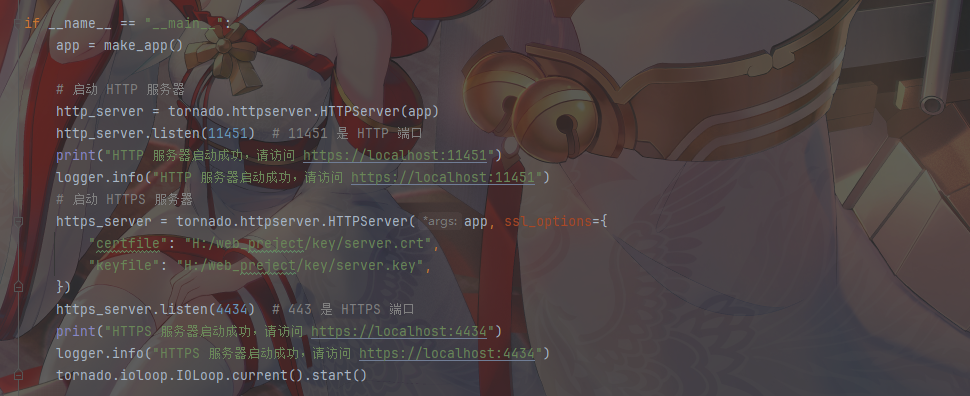 if __name__ == "__main__":
    app = make_app()

    # 启动 HTTP 服务器
    http_server = tornado.httpserver.HTTPServer(app)
    http_server.listen(11451)  # 11451 是 HTTP 端口
    print("HTTP 服务器启动成功，请访问 https://localhost:11451")
    logger.info("HTTP 服务器启动成功，请访问 https://localhost:11451")
    # 启动 HTTPS 服务器
    https_server = tornado.httpserver.HTTPServer( *args: app, ssl_options={
        "certfile": "H:/web_preject/key/server.crt",
        "keyfile": "H:/web_preject/key/server.key",
    })
    https_server.listen(4434)  # 443 是 HTTPS 端口
    print("HTTPS 服务器启动成功，请访问 https://localhost:4434")
    logger.info("HTTPS 服务器启动成功，请访问 https://localhost:4434")
    tornado.ioloop.IOLoop.current().start()